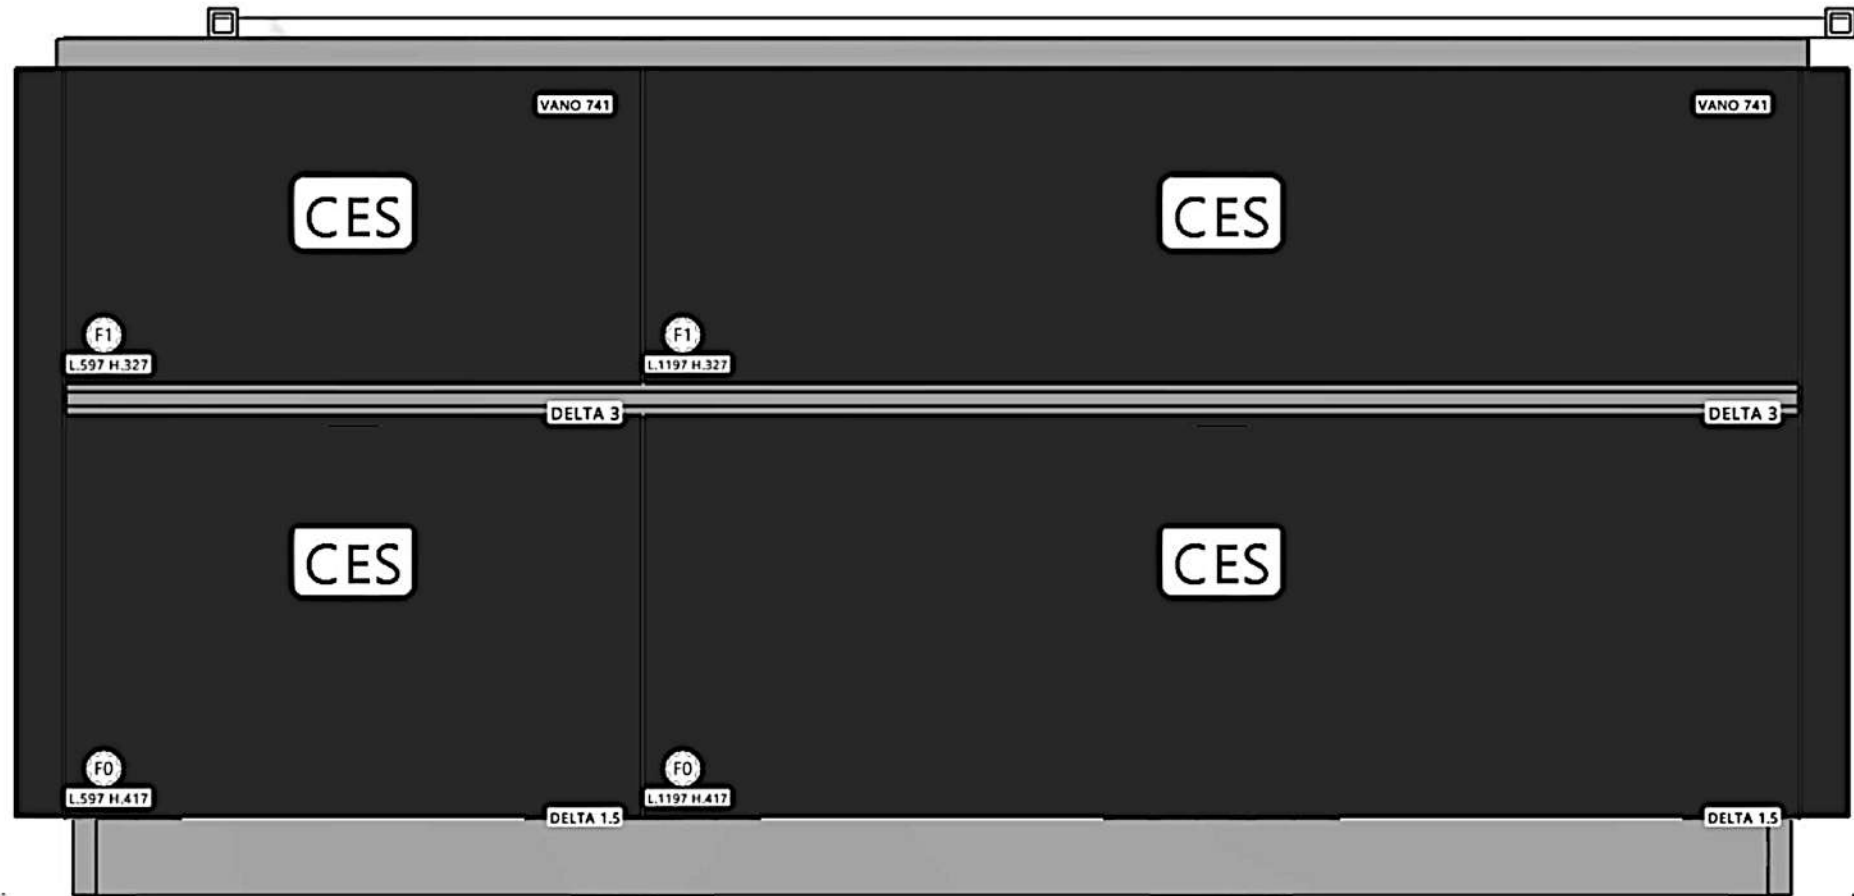 VANO 741
VANO 741
CES
CES
F1
F1
L.597 H.327
L.1197 H.327
DELTA 3
DELTA 3
CES
CES
F0
F0
L.597 H.417
L.1197 H.417
DELTA 1.5
DELTA 1.5